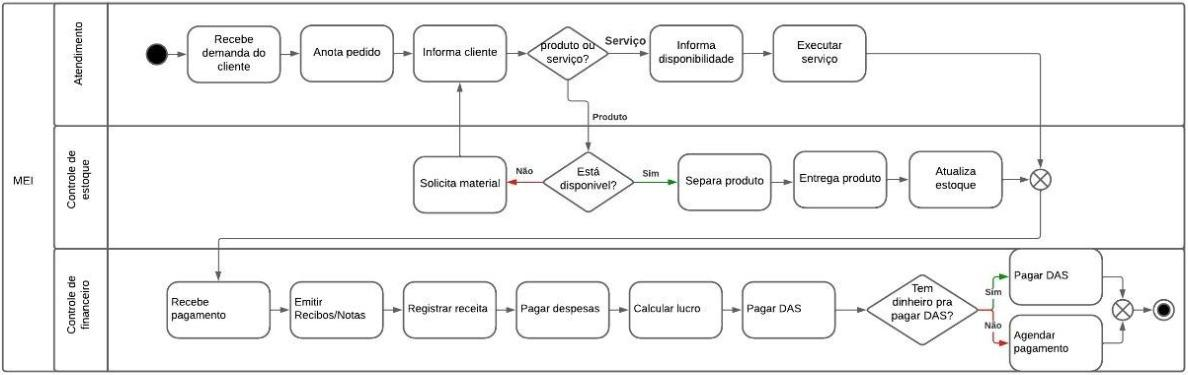 MEI
Atendimento
Recebe
demanda do
cliente
Anota pedido
Informa cliente
produto ou
serviço?
Serviço
Informa
disponibilidade
Executar
serviço
Produto
Controle de
estoque
Solicita material
Não
Está
disponivel?
Sim
Separa produto
Entrega produto
Atualiza
estoque
Controle de
financeiro
Recebe
pagamento
Emitir
Recibos/Notas
Registrar receita
Pagar despesas
Calcular lucro
Pagar DAS
Tem
dinheiro pra
pagar DAS?
Sim
Pagar DAS
Não
Agendar
pagamento